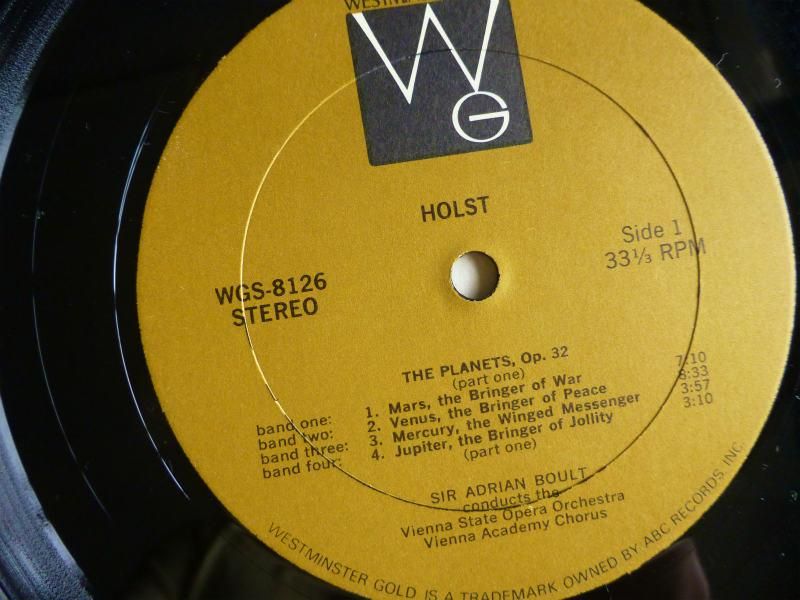 WG
HOLST
Side 1
33⅓ RPM
WGS-8126
STEREO
THE PLANETS, Op. 32
(part one)
band one: 1. Mars, the Bringer of War 7:10
band two: 2. Venus, the Bringer of Peace 8:33
band three: 3. Mercury, the Winged Messenger 3:57
band four: 4. Jupiter, the Bringer of Jollity 3:10
(part one)
SIR ADRIAN BOULT
conducts the
Vienna State Opera Orchestra
Vienna Academy Chorus
WESTMINSTER GOLD IS A TRADEMARK OWNED BY ABC RECORDS, INC.